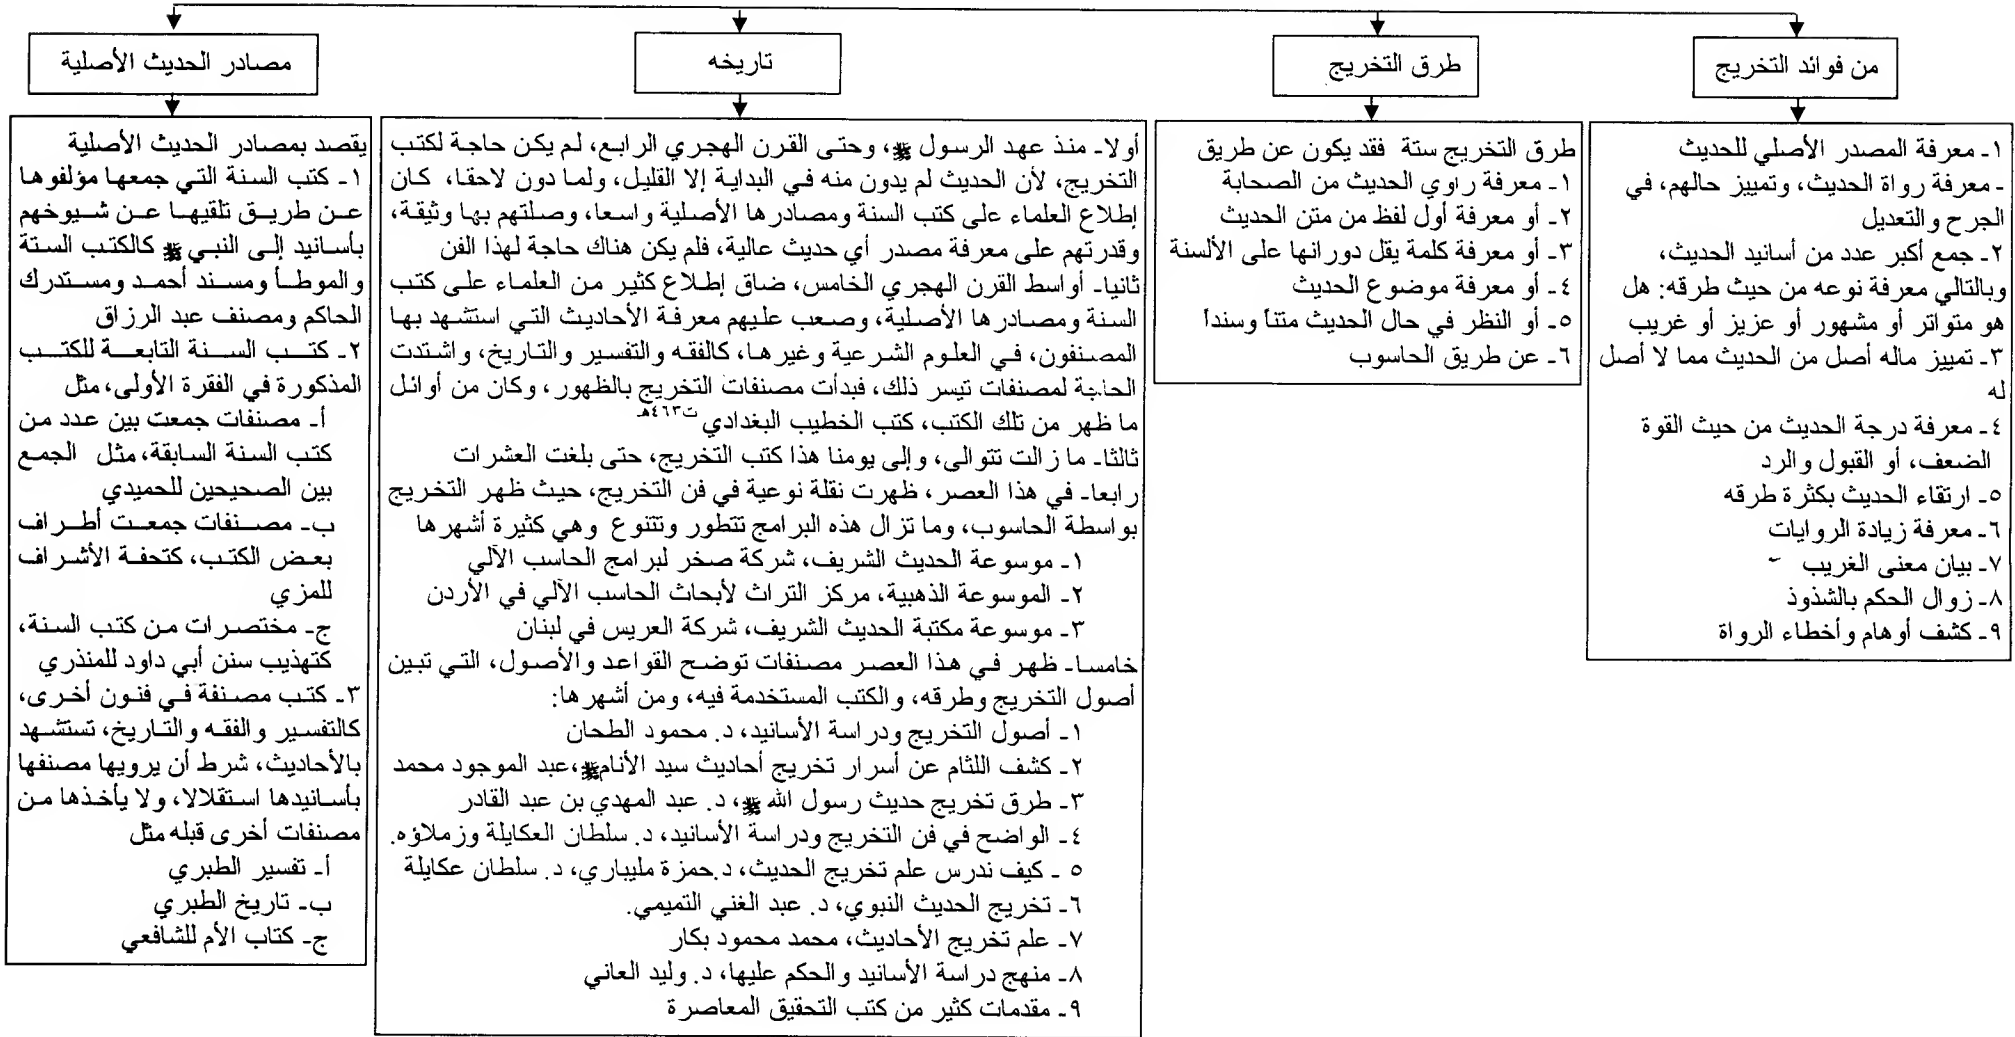 من فوائد التخريج
١- معرفة المصدر الأصلي للحديث
- معرفة رواة الحديث، وتمييز حالهم، في
الجرح والتعديل
٢- جمع أكبر عدد من أسانيد الحديث،
وبالتالي معرفة نوعه من حيث طرقه: هل
هو متواتر أو مشهور أو عزيز أو غريب
٣- تمييز ماله أصل من الحديث مما لا أصل
له
٤- معرفة درجة الحديث من حيث القوة
الضعف، أو القبول والرد
٥- ارتقاء الحديث بكثرة طرقه
٦- معرفة زيادة الروايات
٧- بيان معنى الغريب
٨- زوال الحكم بالشذوذ
٩- كشف أوهام وأخطاء الرواة
طرق التخريج
طرق التخريج ستة فقد يكون عن طريق
١- معرفة راوي الحديث من الصحابة
٢- أو معرفة أول لفظ من متن الحديث
٣- أو معرفة كلمة يقل دورانها على الألسنة
٤- أو معرفة موضوع الحديث
٥- أو النظر في حال الحديث متناً وسنداً
٦- عن طريق الحاسوب
تاريخه
أولا- منذ عهد الرسول ﷺ، وحتى القرن الهجري الرابع، لم يكن حاجة لكتب
التخريج، لأن الحديث لم يدون منه في البداية إلا القليل، ولما دون لاحقا، كان
إطلاع العلماء على كتب السنة ومصادرها الأصلية واسعا، وصلتهم بها وثيقة،
وقدرتهم على معرفة مصدر أي حديث عالية، فلم يكن هناك حاجة لهذا الفن
ثانيا- أواسط القرن الهجري الخامس، ضاق إطلاع كثير من العلماء على كتب
السنة ومصادرها الأصلية، وصعب عليهم معرفة الأحاديث التي استشهد بها
المصنفون، في العلوم الشرعية وغيرها، كالفقه والتفسير والتاريخ، واشتدت
الحاجة لمصنفات تيسر ذلك، فبدأت مصنفات التخريج بالظهور، وكان من أوائل
ما ظهر من تلك الكتب، كتب الخطيب البغدادي ت٤٦٣هـ
ثالثا- ما زالت تتوالى، وإلى يومنا هذا كتب التخريج، حتى بلغت العشرات
رابعا- في هذا العصر، ظهرت نقلة نوعية في فن التخريج، حيث ظهر التخريج
بواسطة الحاسوب، وما تزال هذه البرامج تتطور وتتنوع وهي كثيرة أشهرها
١- موسوعة الحديث الشريف، شركة صخر لبرامج الحاسب الآلي
٢- الموسوعة الذهبية، مركز التراث لأبحاث الحاسب الآلي في الأردن
٣- موسوعة مكتبة الحديث الشريف، شركة العريس في لبنان
خامسا- ظهر في هذا العصر مصنفات توضح القواعد والأصول، التي تبين
أصول التخريج وطرقه، والكتب المستخدمة فيه، ومن أشهرها:
١- أصول التخريج ودراسة الأسانيد، د. محمود الطحان
٢- كشف اللثام عن أسرار تخريج أحاديث سيد الأنام ﷺ،عبد الموجود محمد
٣- طرق تخريج حديث رسول الله ﷺ، د. عبد المهدي بن عبد القادر
٤- الواضح في فن التخريج ودراسة الأسانيد، د. سلطان العكايلة وزملاؤه.
٥ - كيف ندرس علم تخريج الحديث، د.حمزة مليباري، د. سلطان عكايلة
٦- تخريج الحديث النبوي، د. عبد الغني التميمي.
٧- علم تخريج الأحاديث، محمد محمود بكار
٨- منهج دراسة الأسانيد والحكم عليها، د. وليد العاني
٩- مقدمات كثير من كتب التحقيق المعاصرة
مصادر الحديث الأصلية
يقصد بمصادر الحديث الأصلية
١- كتب السنة التي جمعها مؤلفوها
عن طريق تلقيها عن شيوخهم
بأسانيد إلى النبي ﷺ كالكتب الستة
والموطأ ومسند أحمد ومستدرك
الحاكم ومصنف عبد الرزاق
٢- كتب السنة التابعة للكتب
المذكورة في الفقرة الأولى، مثل
أ- مصنفات جمعت بين عدد من
كتب السنة السابقة، مثل الجمع
بين الصحيحين للحميدي
ب- مصنفات جمعت أطراف
بعض الكتب، كتحفة الأشراف
للمزي
ج- مختصرات من كتب السنة،
كتهذيب سنن أبي داود للمنذري
٣- كتب مصنفة في فنون أخرى،
كالتفسير والفقه والتاريخ، تستشهد
بالأحاديث، شرط أن يرويها مصنفها
بأسانيدها استقلالا، ولا يأخذها من
مصنفات أخرى قبله مثل
أ- تفسير الطبري
ب- تاريخ الطبري
ج- كتاب الأم للشافعي